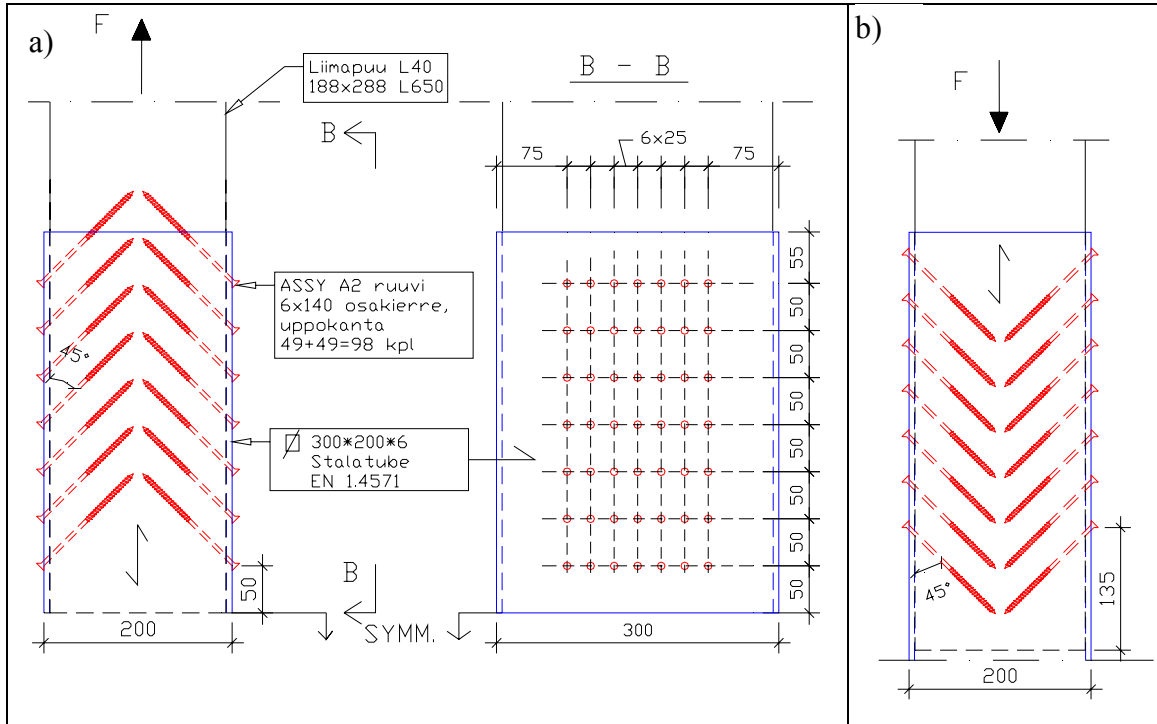 a)
F
Liimapuu L40
188x288 L650
B
B - B
6x25
75
75
ASSY A2 ruuvi
6x140 osakierre,
uppokanta
49+49=98 kpl
45°
300*200*6
Stalatube
EN 1.4571
55
50
50
50
50
50
50
50
50
B
200
SYMM.
300
b)
F
45°
135
200